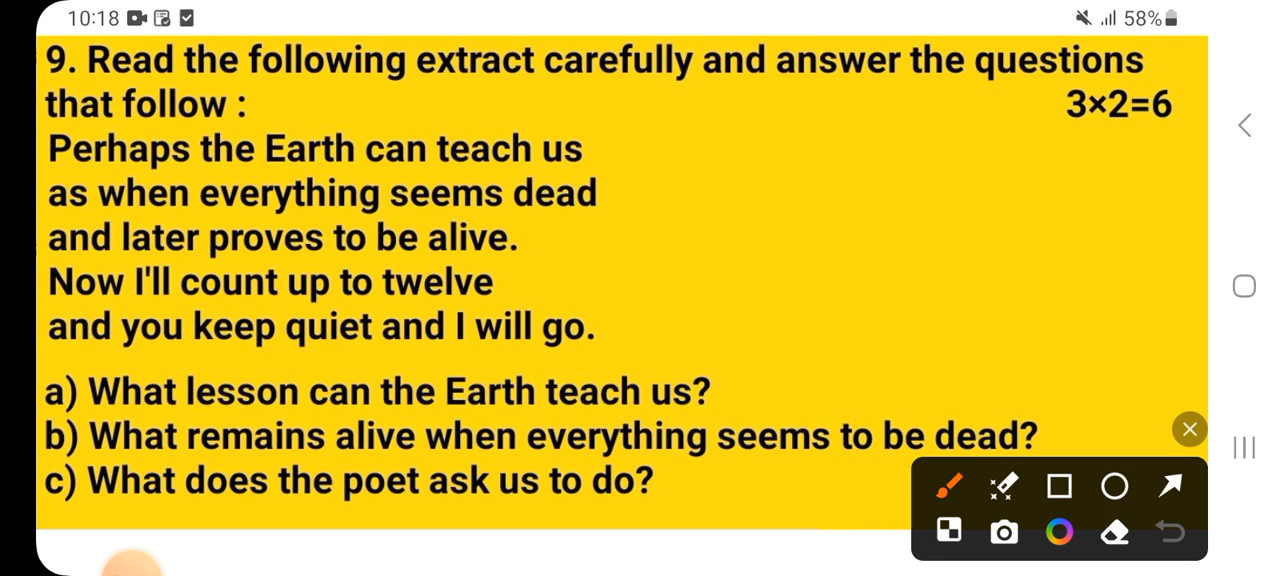 10:18 58%
9. Read the following extract carefully and answer the questions
that follow : 3×2=6
Perhaps the Earth can teach us
as when everything seems dead
and later proves to be alive.
Now I'll count up to twelve
and you keep quiet and I will go.
a) What lesson can the Earth teach us?
b) What remains alive when everything seems to be dead?
c) What does the poet ask us to do?